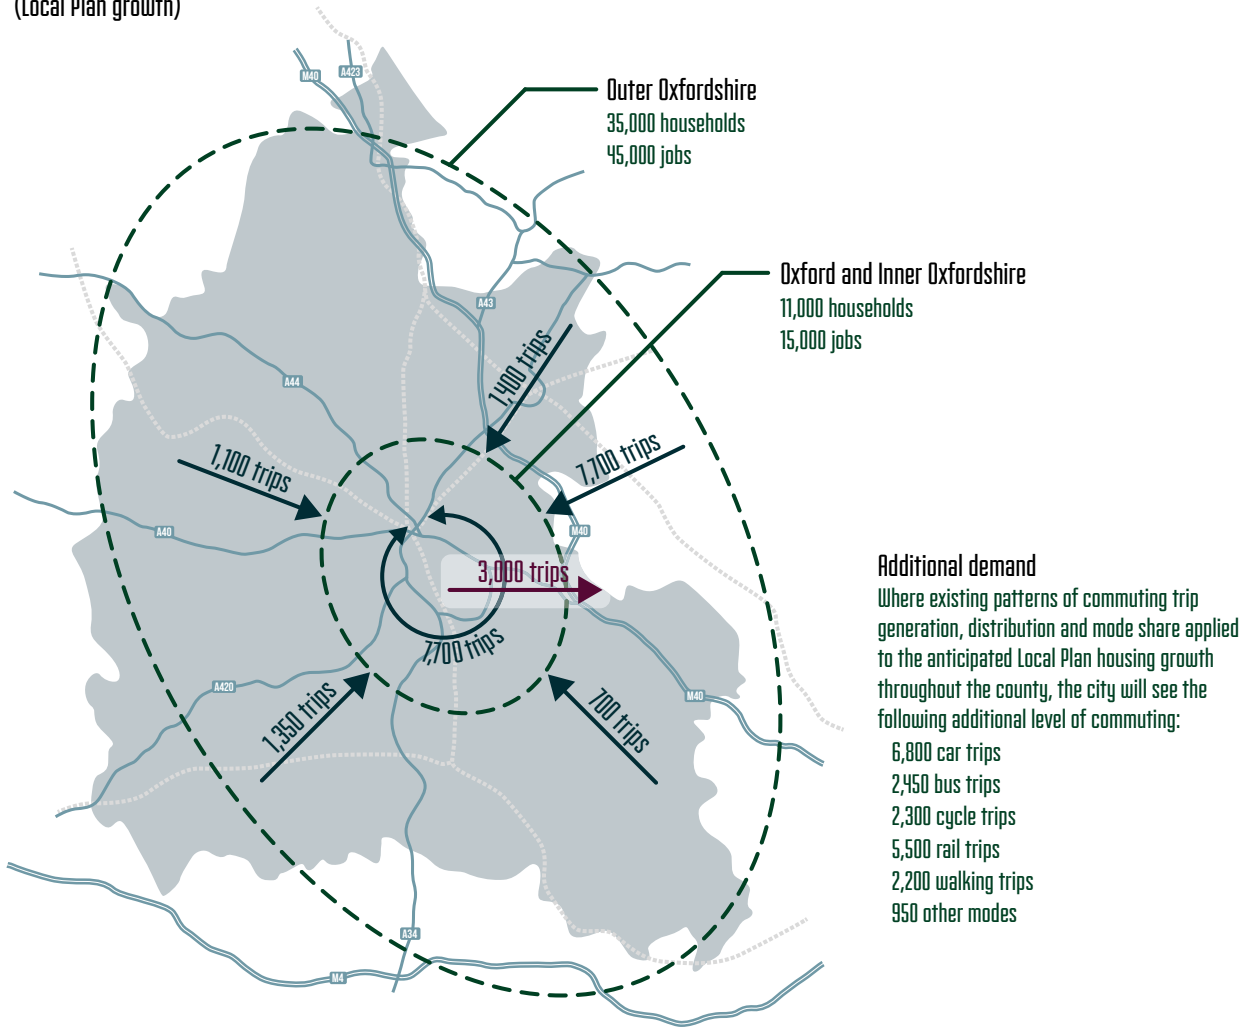 (Local Plan growth)
M40
A423
Outer Oxfordshire
35,000 households
45,000 jobs
Oxford and Inner Oxfordshire
11,000 households
15,000 jobs
A43
1,400 trips
A44
1,100 trips
7,700 trips
A40
M40
3,000 trips
7,700 trips
A420
1,350 trips
700 trips
M40
Additional demand
Where existing patterns of commuting trip
generation, distribution and mode share applied
to the anticipated Local Plan housing growth
throughout the county, the city will see the
following additional level of commuting:
6,800 car trips
2,450 bus trips
2,300 cycle trips
5,500 rail trips
2,200 walking trips
950 other modes
A34
M4